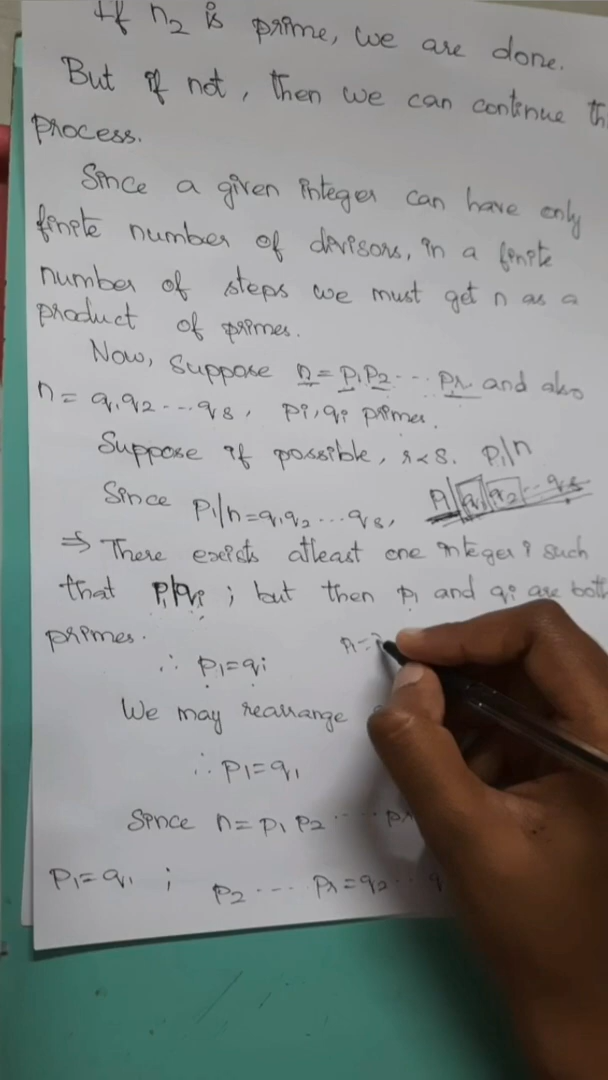 If n₂ is prime, we are done.
But if not, then we can continue th
process.
Since a given integer can have only
finite number of divisors, in a finite
number of steps we must get n as a
product of primes.
Now, Suppose n = P₁P₂ ... Pr and also
n = q₁q₂ ... qs, pi, qi primes.
Suppose if possible, r<s. P₁|n
Since P₁|n = q₁q₂ ... qs, P₁|q₁q₂ ... qs
⇒ There exists atleast one integer i such
that P₁|qi ; but then p₁ and qi are both
primes.
∴ P₁=qi
We may rearrange
∴ P₁=q₁
Since n=P₁P₂ .... pr
P₁=q₁ ; P₂ ... Pr=q₂ ... q